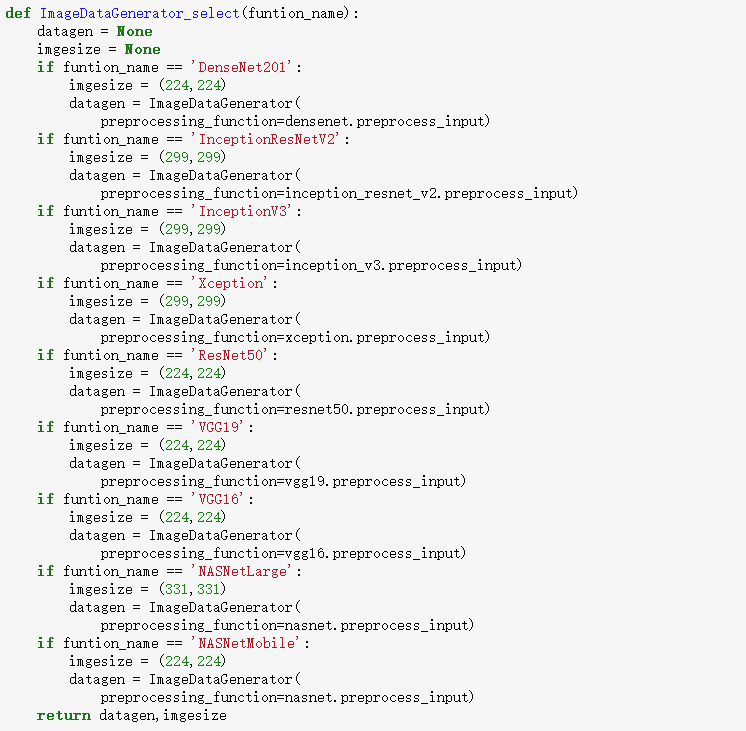 def ImageDataGenerator_select(funtion_name):
    datagen = None
    imgesize = None
    if funtion_name == 'DenseNet201':
        imgesize = (224,224)
        datagen = ImageDataGenerator(
            preprocessing_function=densenet.preprocess_input)
    if funtion_name == 'InceptionResNetV2':
        imgesize = (299,299)
        datagen = ImageDataGenerator(
            preprocessing_function=inception_resnet_v2.preprocess_input)
    if funtion_name == 'InceptionV3':
        imgesize = (299,299)
        datagen = ImageDataGenerator(
            preprocessing_function=inception_v3.preprocess_input)
    if funtion_name == 'Xception':
        imgesize = (299,299)
        datagen = ImageDataGenerator(
            preprocessing_function=xception.preprocess_input)
    if funtion_name == 'ResNet50':
        imgesize = (224,224)
        datagen = ImageDataGenerator(
            preprocessing_function=resnet50.preprocess_input)
    if funtion_name == 'VGG19':
        imgesize = (224,224)
        datagen = ImageDataGenerator(
            preprocessing_function=vgg19.preprocess_input)
    if funtion_name == 'VGG16':
        imgesize = (224,224)
        datagen = ImageDataGenerator(
            preprocessing_function=vgg16.preprocess_input)
    if funtion_name == 'NASNetLarge':
        imgesize = (331,331)
        datagen = ImageDataGenerator(
            preprocessing_function=nasnet.preprocess_input)
    if funtion_name == 'NASNetMobile':
        imgesize = (224,224)
        datagen = ImageDataGenerator(
            preprocessing_function=nasnet.preprocess_input)
    return datagen,imgesize